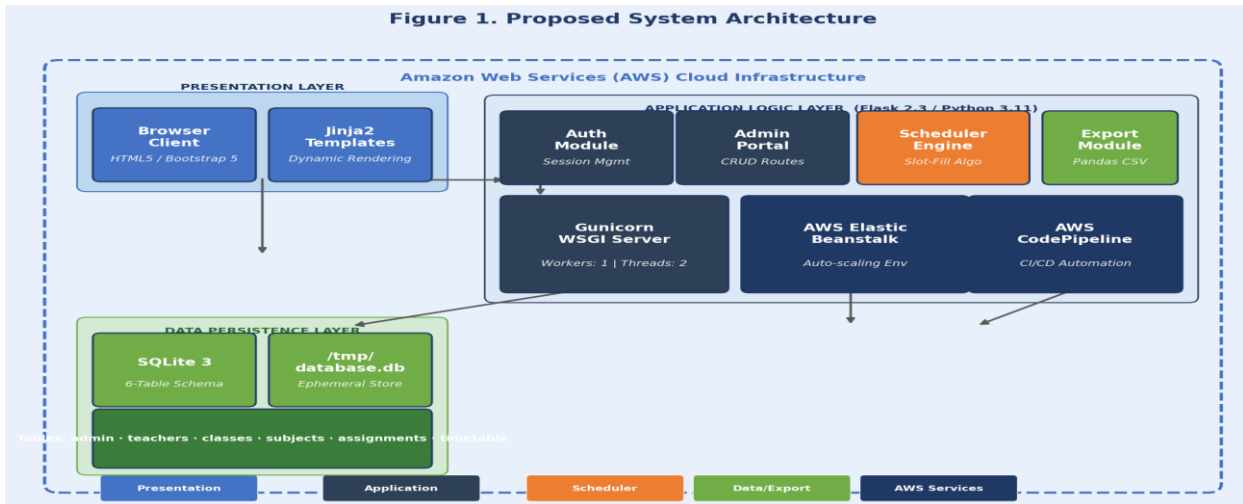 Figure 1. Proposed System Architecture
Amazon Web Services (AWS) Cloud Infrastructure
PRESENTATION LAYER
Browser
Client
HTML5 / Bootstrap 5
Jinja2
Templates
Dynamic Rendering
APPLICATION LOGIC LAYER (Flask 2.3 / Python 3.11)
Auth
Module
Session Mgmt
Admin
Portal
CRUD Routes
Scheduler
Engine
Slot-Fill Algo
Export
Module
Pandas CSV
Gunicorn
WSGI Server
Workers: 1 | Threads: 2
AWS Elastic
Beanstalk
Auto-scaling Env
AWS
CodePipeline
CI/CD Automation
DATA PERSISTENCE LAYER
SQLite 3
6-Table Schema
/tmp/
database.db
Ephemeral Store
Tables: admin · teachers · classes · subjects · assignments · timetable
Presentation
Application
Scheduler
Data/Export
AWS Services